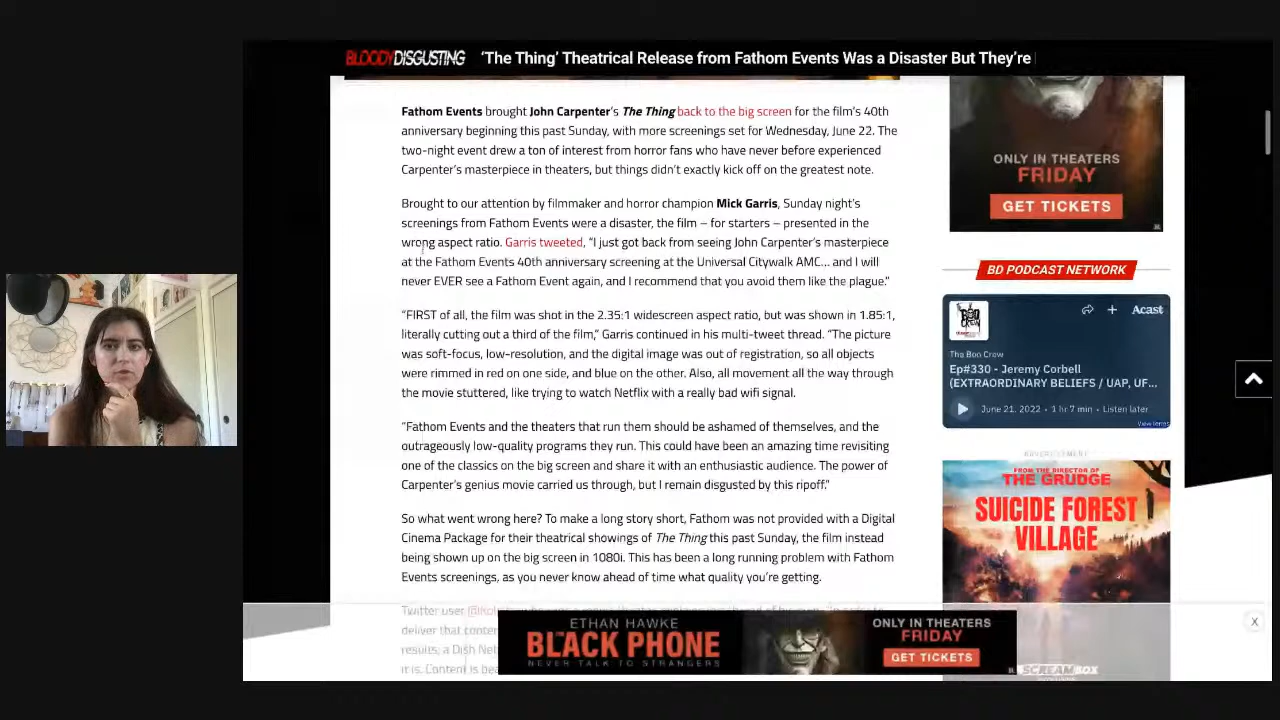 BLOODY DISGUSTING
‘The Thing’ Theatrical Release from Fathom Events Was a Disaster But They’re
Fathom Events brought John Carpenter’s The Thing back to the big screen for the film’s 40th
anniversary beginning this past Sunday, with more screenings set for Wednesday, June 22. The
two-night event drew a ton of interest from horror fans who have never before experienced
Carpenter’s masterpiece in theaters, but things didn’t exactly kick off on the greatest note.
Brought to our attention by filmmaker and horror champion Mick Garris, Sunday night’s
screenings from Fathom Events were a disaster, the film – for starters – presented in the
wrong aspect ratio. Garris tweeted, “I just got back from seeing John Carpenter’s masterpiece
at the Fathom Events 40th anniversary screening at the Universal Citywalk AMC... and I will
never EVER see a Fathom Event again, and I recommend that you avoid them like the plague.”
“FIRST of all, the film was shot in the 2.35:1 widescreen aspect ratio, but was shown in 1.85:1,
literally cutting out a third of the film,” Garris continued in his multi-tweet thread. “The picture
was soft-focus, low-resolution, and the digital image was out of registration, so all objects
were rimmed in red on one side, and blue on the other. Also, all movement all the way through
the movie stuttered, like trying to watch Netflix with a really bad wifi signal.
“Fathom Events and the theaters that run them should be ashamed of themselves, and the
outrageously low-quality programs they run. This could have been an amazing time revisiting
one of the classics on the big screen and share it with an enthusiastic audience. The power of
Carpenter’s genius movie carried us through, but I remain disgusted by this ripoff.”
So what went wrong here? To make a long story short, Fathom was not provided with a Digital
Cinema Package for their theatrical showings of The Thing this past Sunday, the film instead
being shown up on the big screen in 1080i. This has been a long running problem with Fathom
Events screenings, as you never know ahead of time what quality you’re getting.
Twitter user
deliver that
results; a Dish
it is. Content is
ONLY IN THEATERS
FRIDAY
GET TICKETS
BD PODCAST NETWORK
Acast
The Boo Crew
Ep#330 - Jeremy Corbell
(EXTRAORDINARY BELIEFS / UAP, UF...
June 21, 2022 • 1 hr 7 min • Listen later
ADVERTISEMENT
FROM THE DIRECTOR OF
THE GRUDGE
SUICIDE FOREST
VILLAGE
SCREAMBOX
ETHAN HAWKE
BLACK PHONE
NEVER TALK TO STRANGERS
ONLY IN THEATERS
FRIDAY
GET TICKETS
X